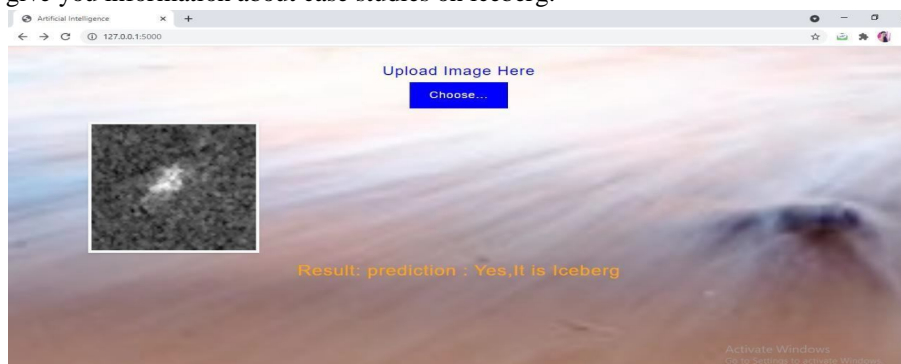 give you information about case studies on iceberg.
Artificial Intelligence
127.0.0.1:5000
Upload Image Here
Choose...
Result: prediction : Yes,It is Iceberg
Activate Windows
Go to Settings to activate Windows.